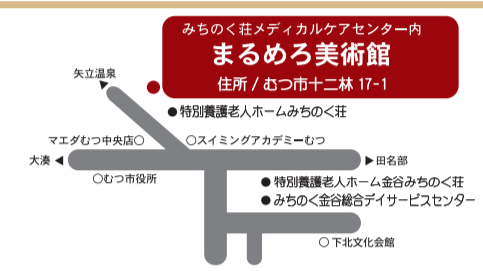 みちのく荘メディカルケアセンター内
まるめろ美術館
住所 / むつ市十二林 17-1
矢立温泉
●特別養護老人ホームみちのく荘
マエダむつ中央店○
○スイミングアカデミーむつ
大湊◀
▶田名部
○むつ市役所
●特別養護老人ホーム金谷みちのく荘
●みちのく金谷総合デイサービスセンター
○下北文化会館